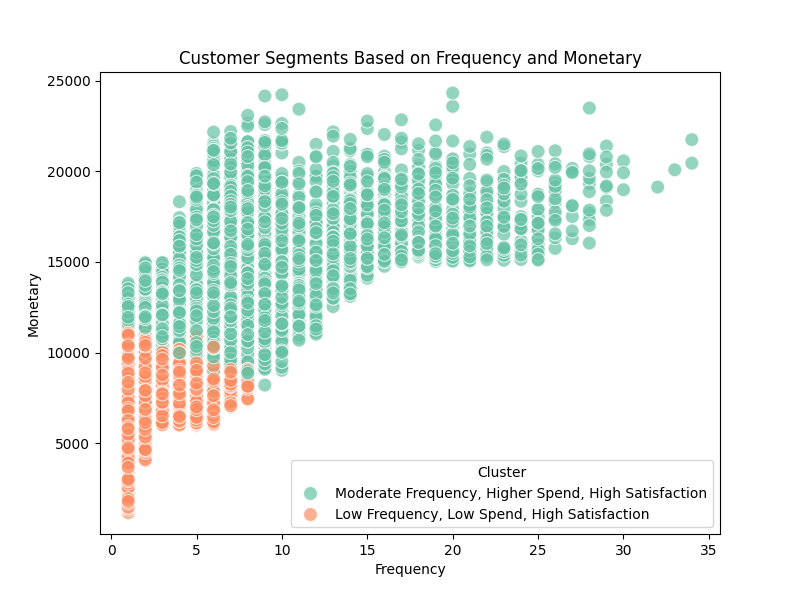 Customer Segments Based on Frequency and Monetary
25000
20000
15000
10000
5000
Monetary
Cluster
Moderate Frequency, Higher Spend, High Satisfaction
Low Frequency, Low Spend, High Satisfaction
0 5 10 15 20 25 30 35
Frequency